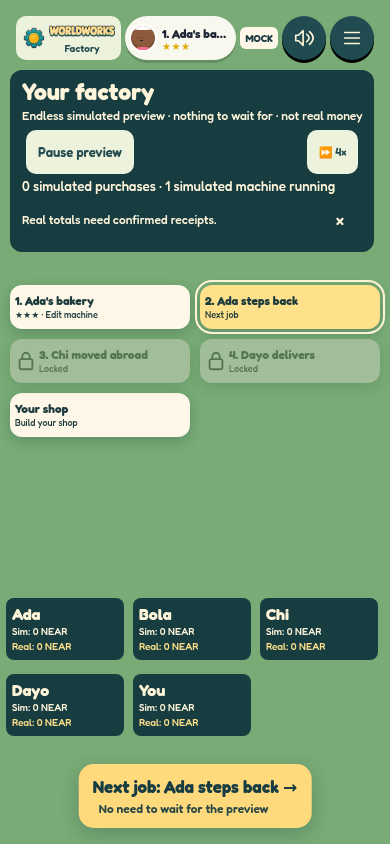 WORLDWORKS
Factory
1. Ada's ba...
★★★
MOCK
Your factory
Endless simulated preview · nothing to wait for · not real money
Pause preview
⏩ 4x
0 simulated purchases · 1 simulated machine running
Real totals need confirmed receipts.
×
1. Ada's bakery
★★★ · Edit machine
2. Ada steps back
Next job
3. Chi moved abroad
Locked
4. Dayo delivers
Locked
Your shop
Build your shop
Ada
Sim: 0 NEAR
Real: 0 NEAR
Bola
Sim: 0 NEAR
Real: 0 NEAR
Chi
Sim: 0 NEAR
Real: 0 NEAR
Dayo
Sim: 0 NEAR
Real: 0 NEAR
You
Sim: 0 NEAR
Real: 0 NEAR
Next job: Ada steps back →
No need to wait for the preview